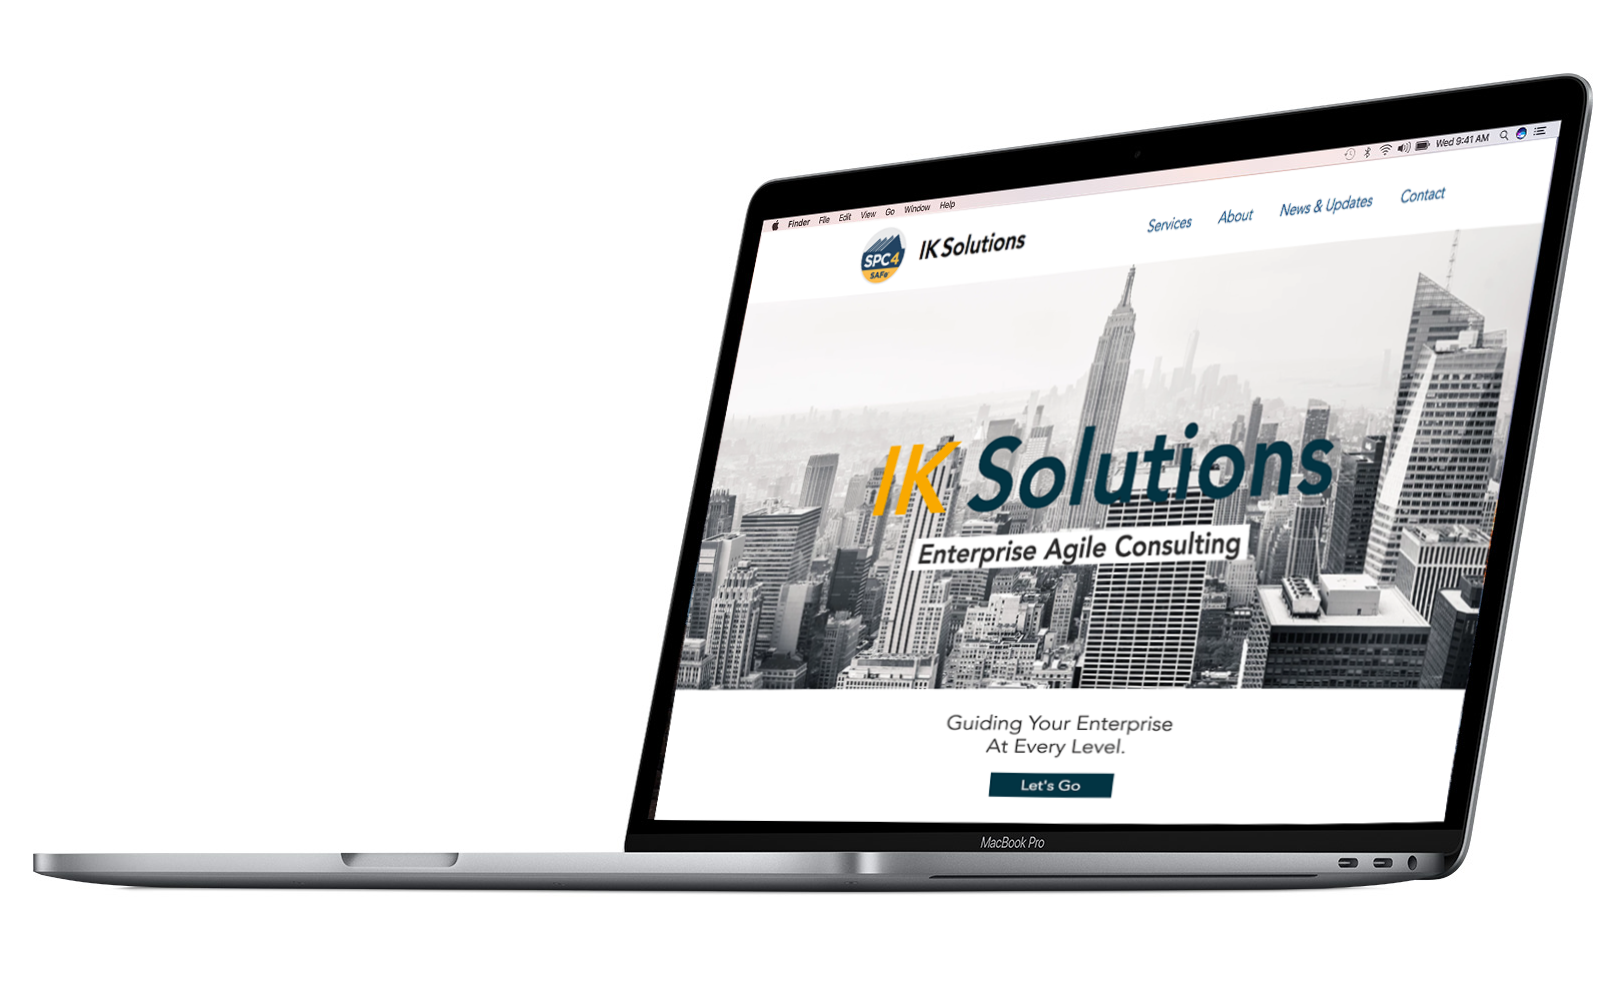 Finder File Edit View Go Window Help
Wed 9:41 AM
SPC4
SAFe
IK Solutions
Services About News & Updates Contact
IK Solutions
Enterprise Agile Consulting
Guiding Your Enterprise
At Every Level.
Let's Go
MacBook Pro